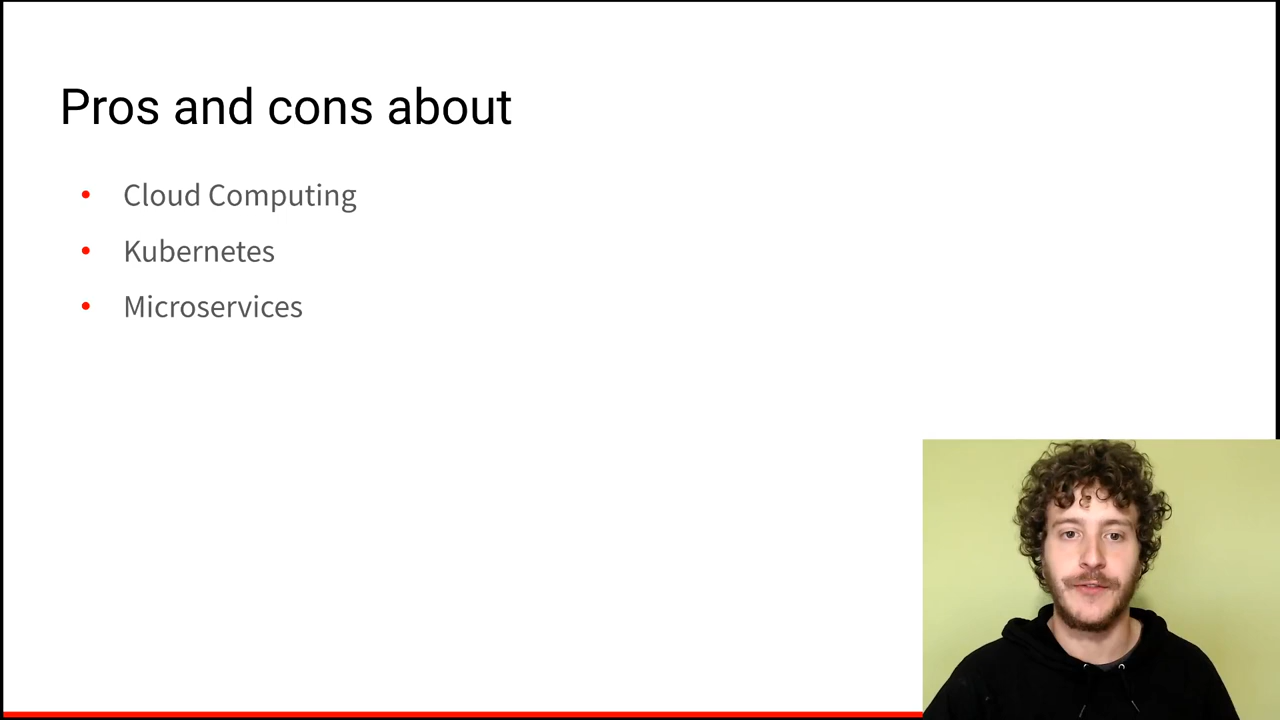 Pros and cons about
Cloud Computing
Kubernetes
Microservices